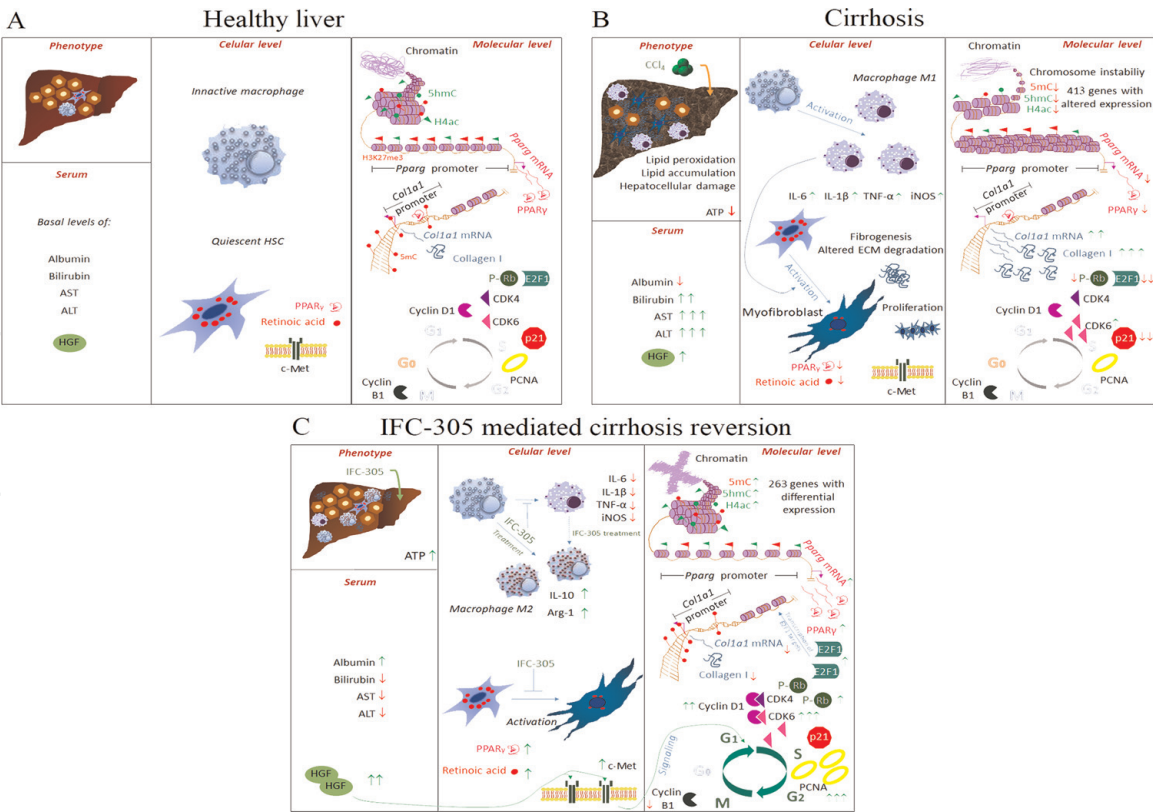 A
Healthy liver
Phenotype
Serum
Basal levels of:
Albumin
Bilirubin
AST
ALT
HGF
Celular level
Innactive macrophage
Quiescent HSC
PPARγ
Retinoic acid
c-Met
Molecular level
Chromatin
5hmC
H4ac
H3K27me3
Pparg mRNA
Pparg promoter
PPARγ
Col1a1
promoter
Col1a1 mRNA
5mC
Collagen I
P-Rb
E2F1
CDK4
Cyclin D1
CDK6
p21
G1
S
G0
PCNA
G2
Cyclin
B1
M
B
Cirrhosis
Phenotype
CCl4
Lipid peroxidation
Lipid accumulation
Hepatocellular damage
ATP ↓
Serum
Albumin ↓
Bilirubin ↑↑
AST ↑↑↑
ALT ↑↑↑
HGF ↑
Celular level
Macrophage M1
Activation
IL-6 ↑ IL-1β ↑ TNF-α ↑ iNOS ↑
Fibrogenesis
Altered ECM degradation
Activation
Myofibroblast
Proliferation
PPARγ ↓
Retinoic acid ↓
c-Met
Molecular level
Chromatin
Chromosome instabiliy
5mC ↓
5hmC ↓
H4ac ↓
413 genes with
altered expression
Pparg mRNA ↓
Pparg promoter
PPARγ ↓
Col1a1
promoter
Col1a1 mRNA ↑↑
Collagen I ↑↑↑
↓ P-Rb
E2F1 ↓↓
CDK4
Cyclin D1
CDK6 ↑
p21 ↓↓
G1
S
G0
PCNA
G2
Cyclin
B1
M
C
IFC-305 mediated cirrhosis reversion
Phenotype
IFC-305
ATP ↑
Serum
Albumin ↑
Bilirubin ↓
AST ↓
ALT ↓
HGF
HGF ↑↑
Celular level
IL-6 ↓
IL-1β ↓
TNF-α ↓
iNOS ↓
IFC-305
Treatment
IFC-305 treatment
Macrophage M2
IL-10 ↑
Arg-1 ↑
IFC-305
Activation
PPARγ ↑
Retinoic acid ↑
↑ c-Met
Signaling
Molecular level
Chromatin
5mC ↑
5hmC ↑
H4ac ↑
263 genes with
differential
expression
Pparg mRNA ↑
Pparg promoter
PPARγ ↑
Col1a1
promoter
Col1a1 mRNA ↓
Collagen I ↓
E2F1
E2F1 ↑
P-Rb
P-Rb ↑
↑↑ Cyclin D1
CDK4
CDK6 ↑↑↑
p21
G1
S
G0
PCNA ↑↑↑
G2
M
↓ Cyclin
B1